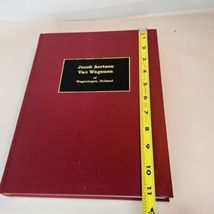 Jacob Aertsen
Van Wagenen
of
Wageningen, Holland
1
2
3
4
5
6
7
8
9
10
11